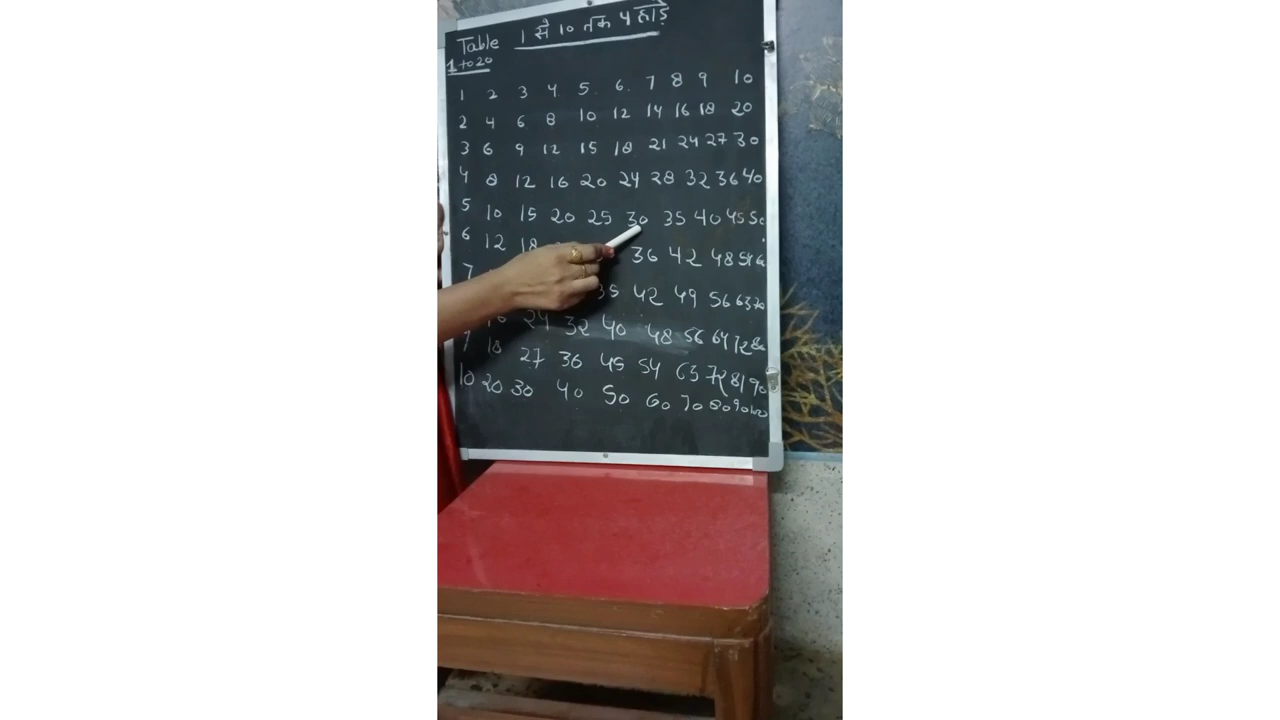 Table 1 से 10 तक पहाड़े
1 to 20
1 2 3 4 5 6 7 8 9 10
2 4 6 8 10 12 14 16 18 20
3 6 9 12 15 18 21 24 27 30
4 8 12 16 20 24 28 32 36 40
5 10 15 20 25 30 35 40 45 50
6 12 18 36 42 48 54
7 35 42 49 56 63 70
24 32 40 48 56 64 72 80
18 27 36 45 54 63 72 81 90
10 20 30 40 50 60 70 80 90 100